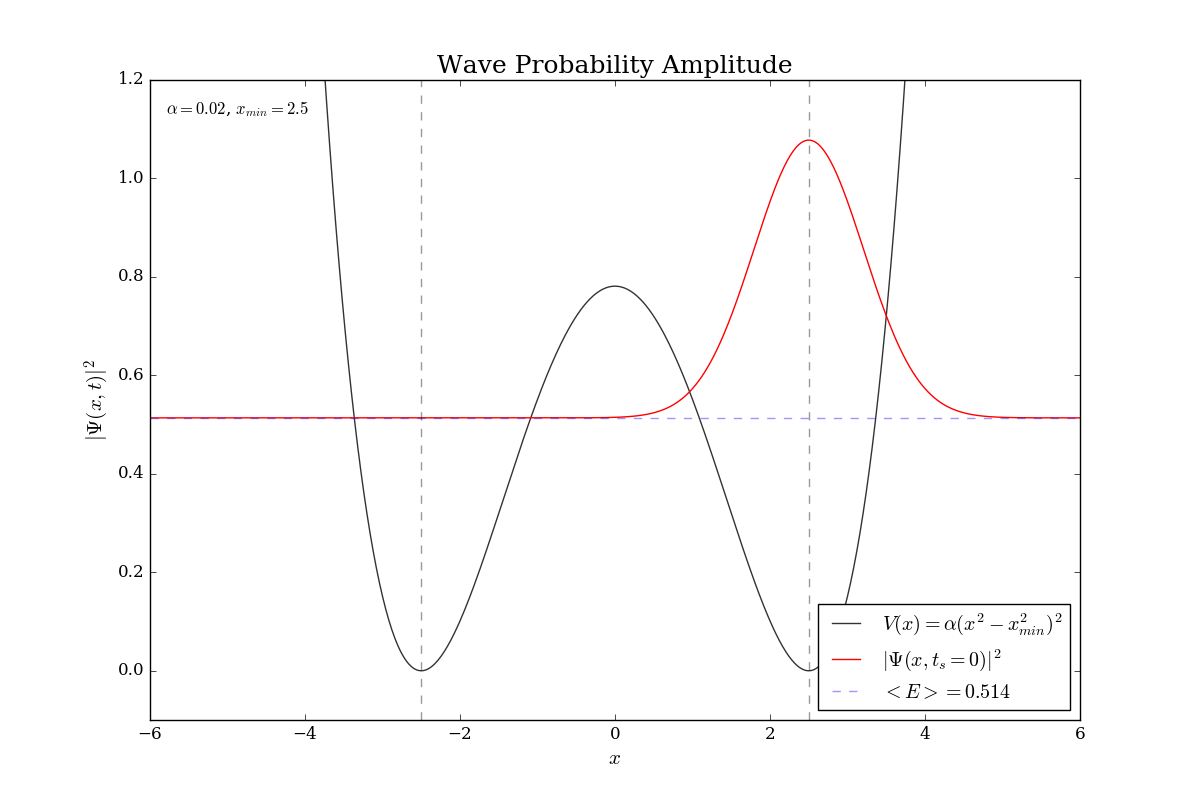 Wave Probability Amplitude
α = 0.02, x_min = 2.5
1.2
1.0
0.8
0.6
0.4
0.2
0.0
|Ψ(x, t)|²
V(x) = α(x² − x²_min)²
|Ψ(x, t_s = 0)|²
<E> = 0.514
−6 −4 −2 0 2 4 6
x